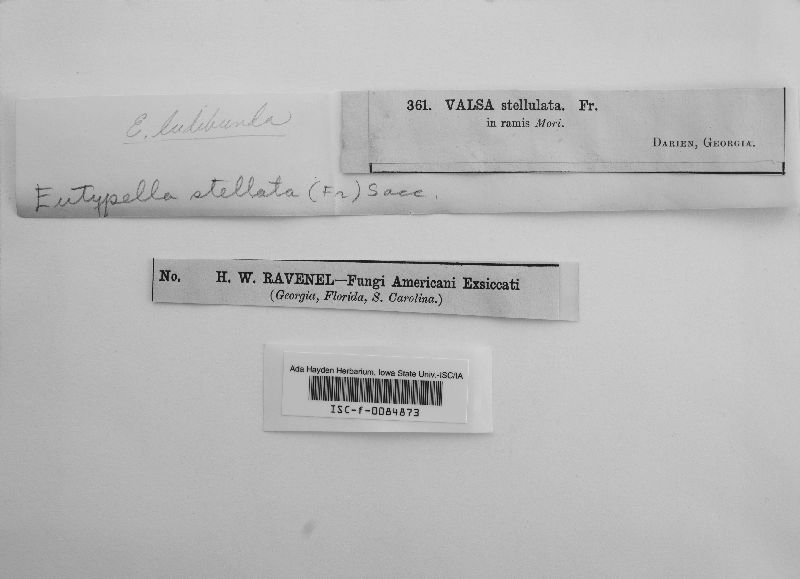 E. ludibunda
Eutypella stellata (Fr) Sacc.
361. VALSA stellulata. Fr.
in ramis Mori.
DARIEN, GEORGIA.
No. H. W. RAVENEL—Fungi Americani Exsiccati
(Georgia, Florida, S. Carolina.)
Ada Hayden Herbarium, Iowa State Univ.-ISC/IA
ISC-f-0084873